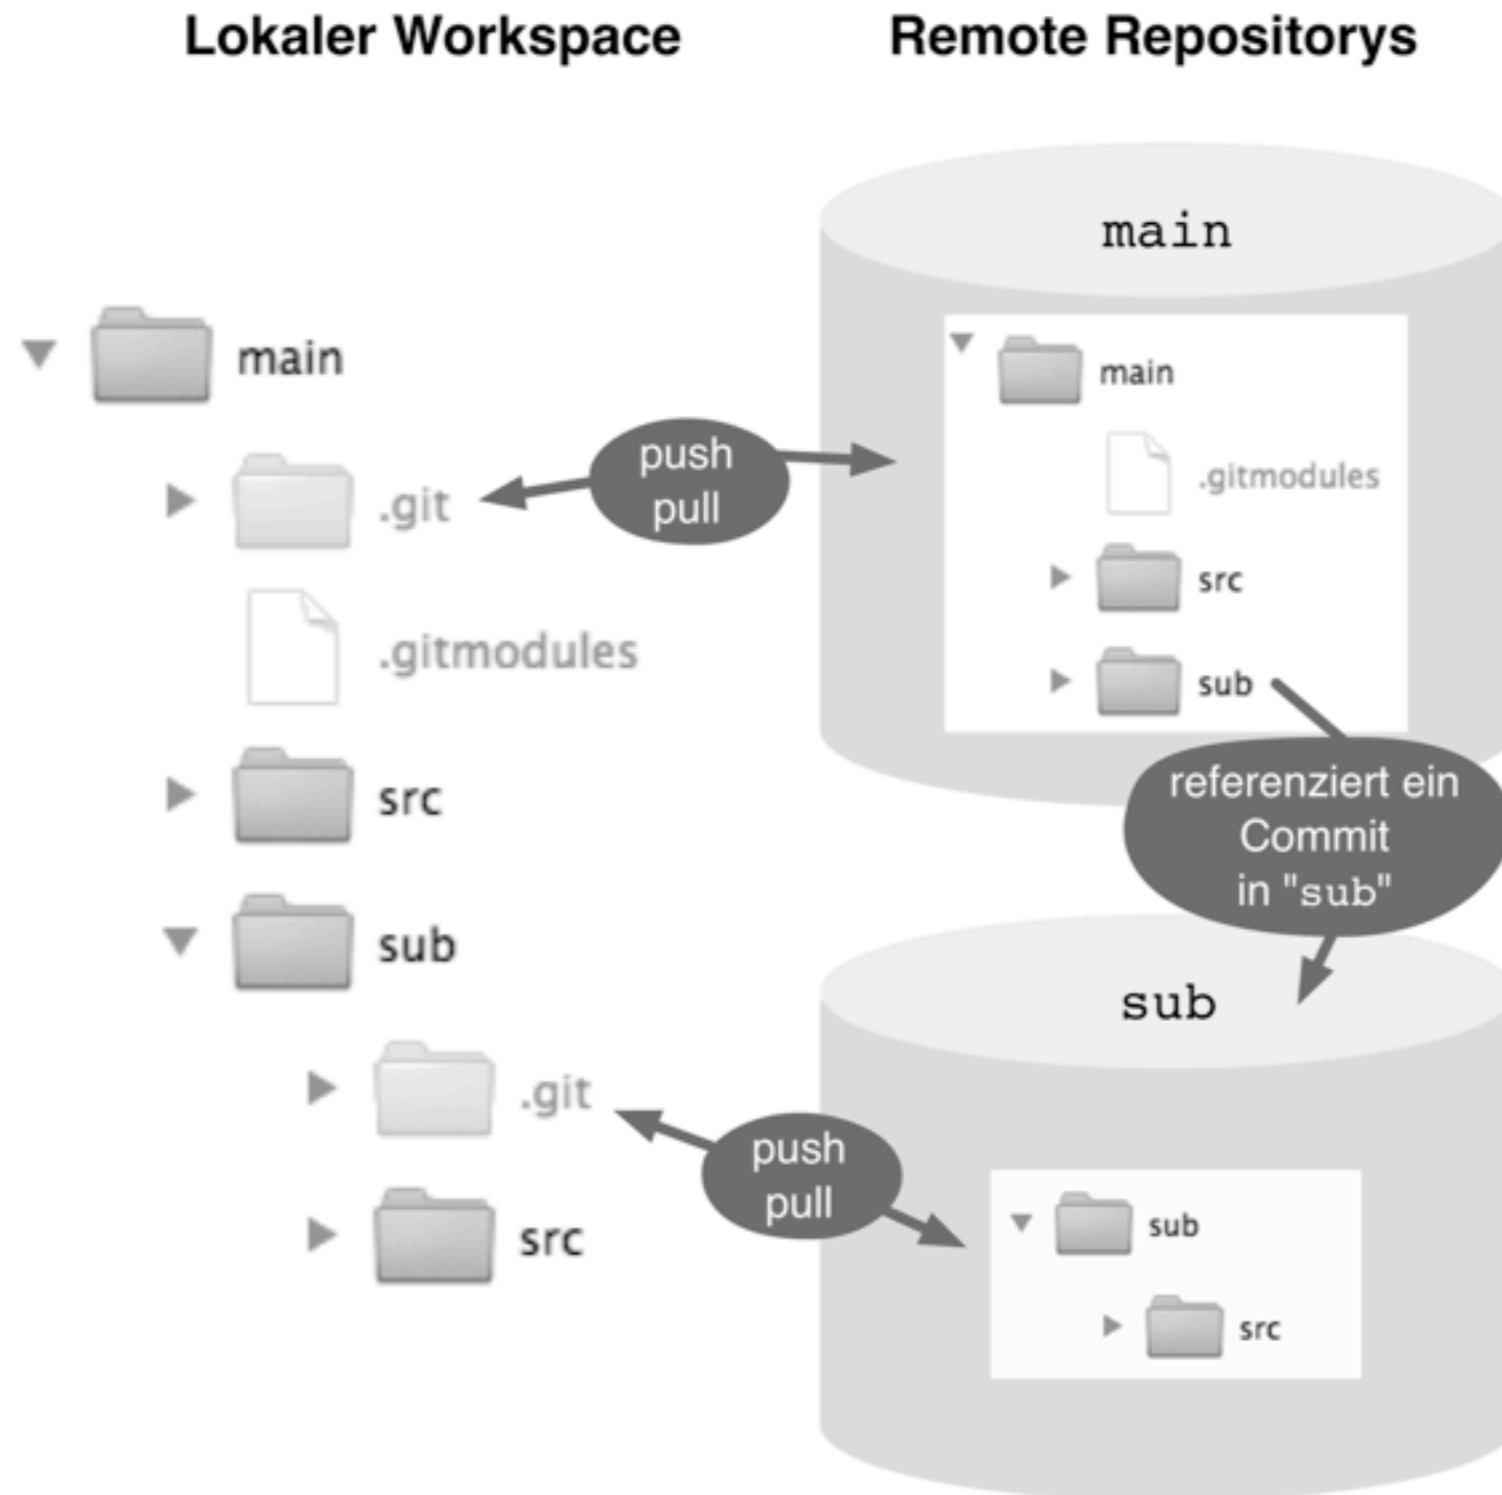 Lokaler Workspace
Remote Repositorys
main
.git
.gitmodules
src
sub
.git
src
push
pull
main
main
.gitmodules
src
sub
referenziert ein
Commit
in "sub"
push
pull
sub
sub
src